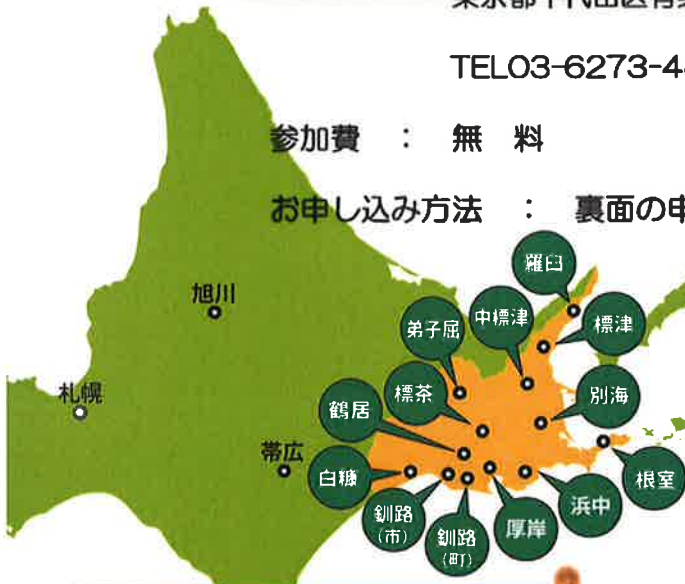 TEL03-6273-4
参加費 ： 無 料
お申し込み方法 ： 裏面の申
羅臼
旭川
弟子屈
中標津
標津
札幌
標茶
別海
鶴居
帯広
白糠
根室
釧路
(市)
釧路
(町)
厚岸
浜中